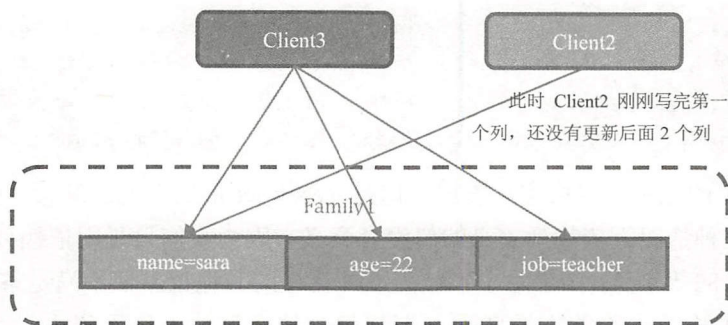 Client3
Client2
此时 Client2 刚刚写完第一
个列，还没有更新后面 2 个列
Family1
name=sara
age=22
job=teacher